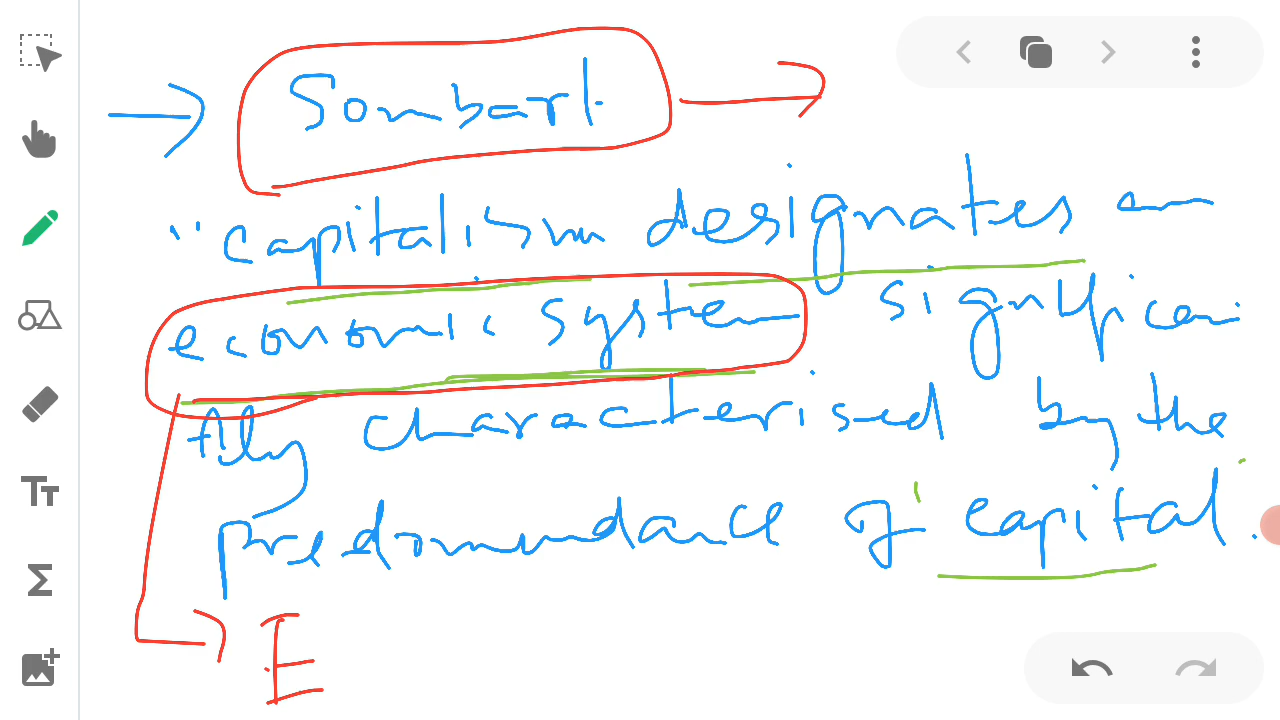 Sombart
"capitalism designates an
economic system significan
tly characterised by the
predominance of 'capital'.
E